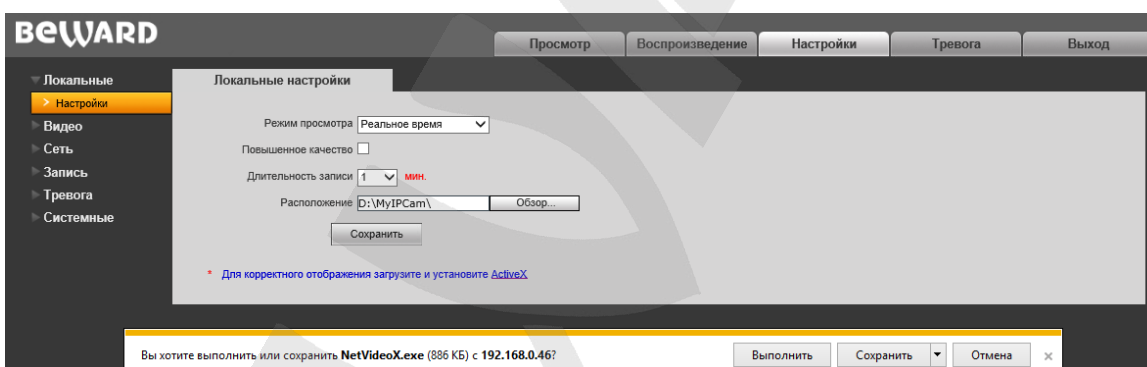 BEWARD
Просмотр Воспроизведение Настройки Тревога Выход
Локальные
> Настройки
Видео
Сеть
Запись
Тревога
Системные
Локальные настройки
Режим просмотра Реальное время
Повышенное качество
Длительность записи 1 мин.
Расположение D:\MyIPCam\ Обзор...
Сохранить
* Для корректного отображения загрузите и установите ActiveX
Вы хотите выполнить или сохранить NetVideoX.exe (886 КБ) с 192.168.0.46? Выполнить Сохранить Отмена ×